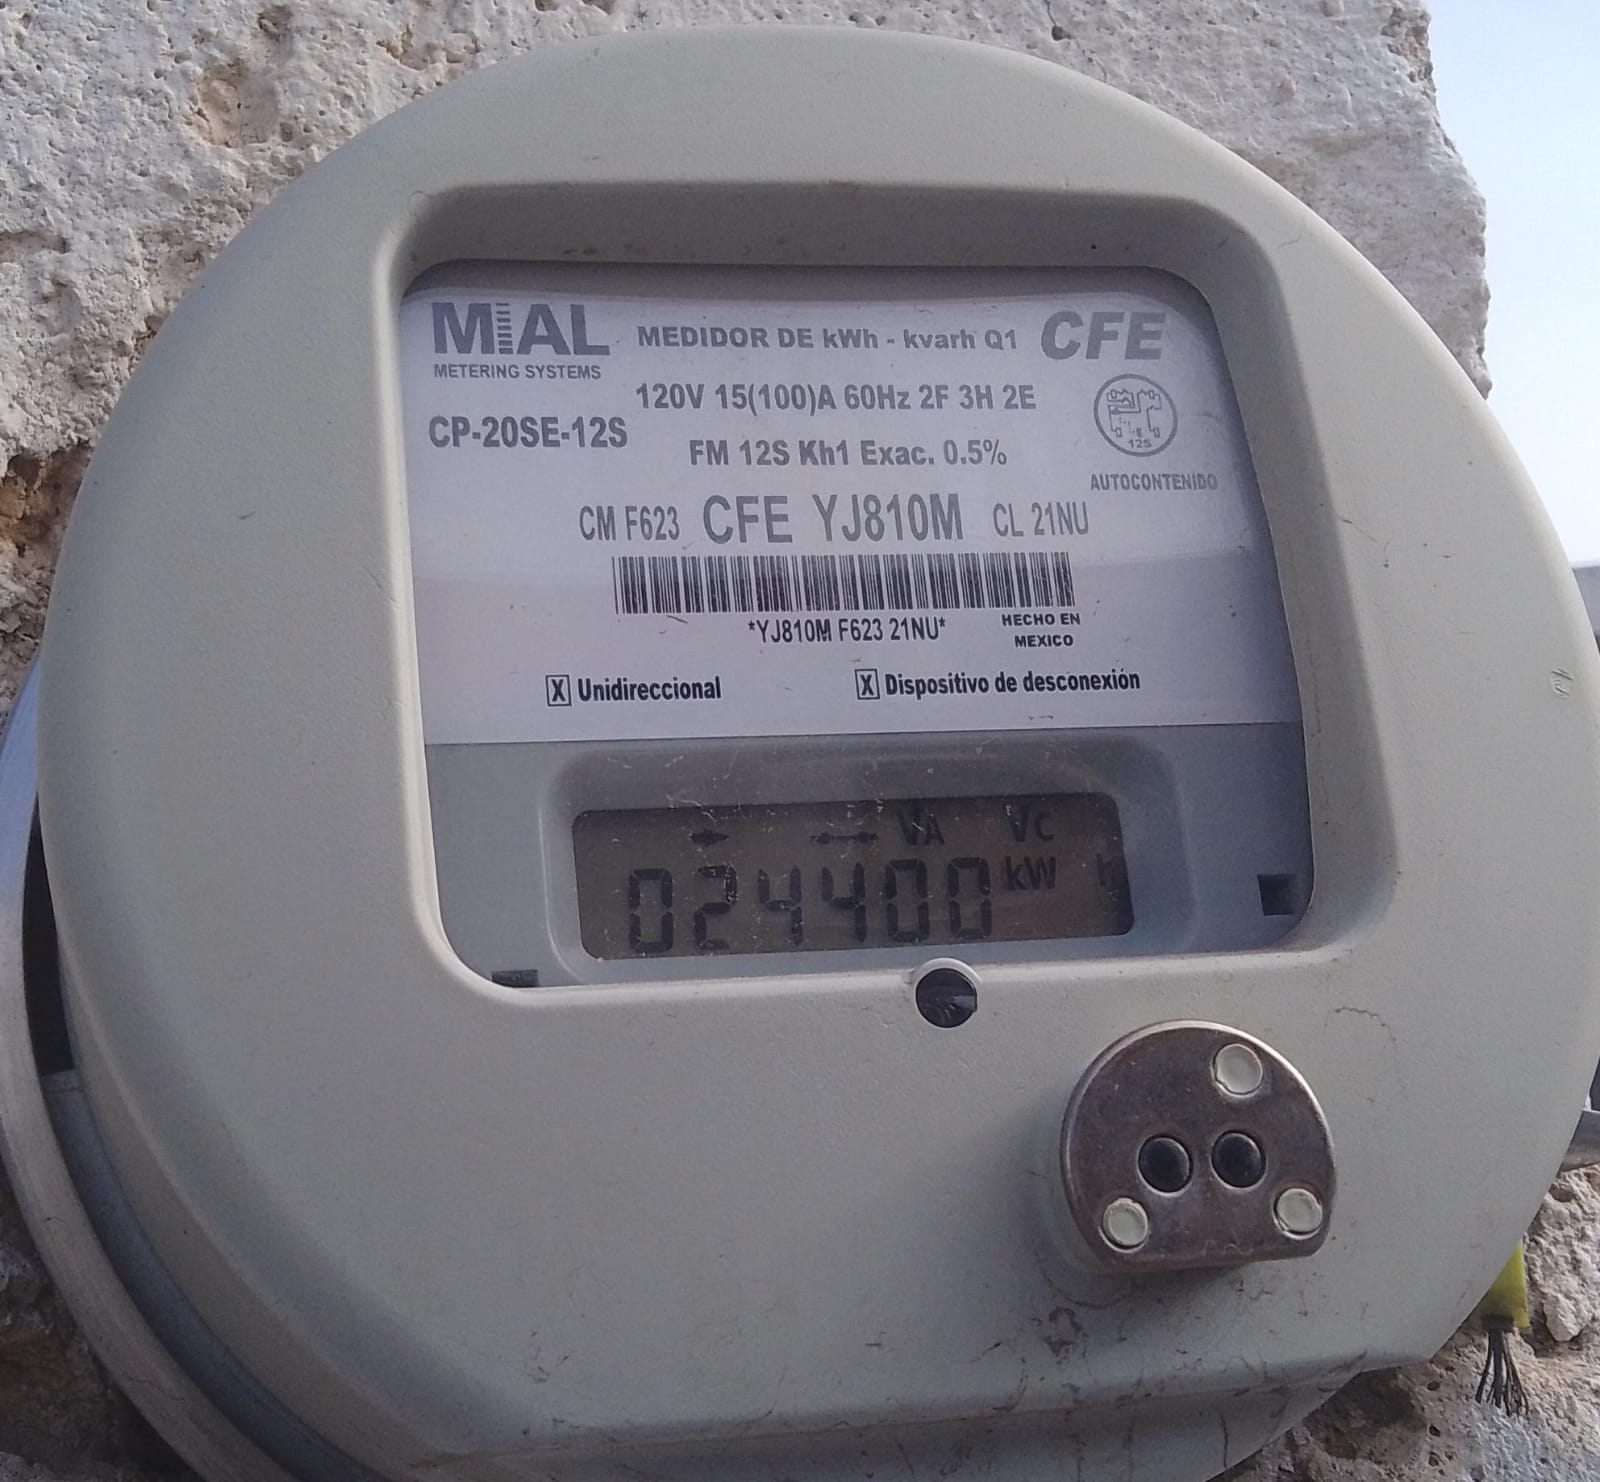 MIAL
METERING SYSTEMS
MEDIDOR DE kWh - kvarh Q1
CFE
120V 15(100)A 60Hz 2F 3H 2E
CP-20SE-12S
FM 12S Kh1 Exac. 0.5%
12S
AUTOCONTENIDO
CM F623 CFE YJ810M CL 21NU
*YJ810M F623 21NU*
HECHO EN
MEXICO
X Unidireccional
X Dispositivo de desconexión
VA VC
024400 kW h